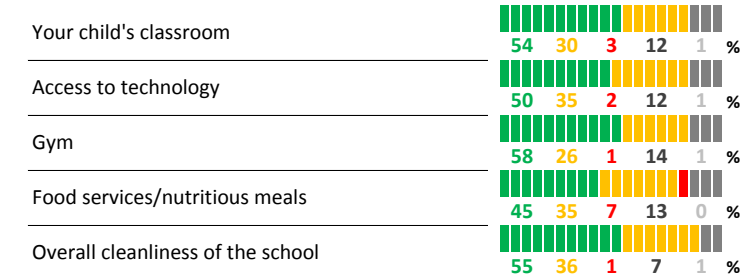 Your child's classroom
54 30 3 12 1 %
Access to technology
50 35 2 12 1 %
Gym
58 26 1 14 1 %
Food services/nutritious meals
45 35 7 13 0 %
Overall cleanliness of the school
55 36 1 7 1 %